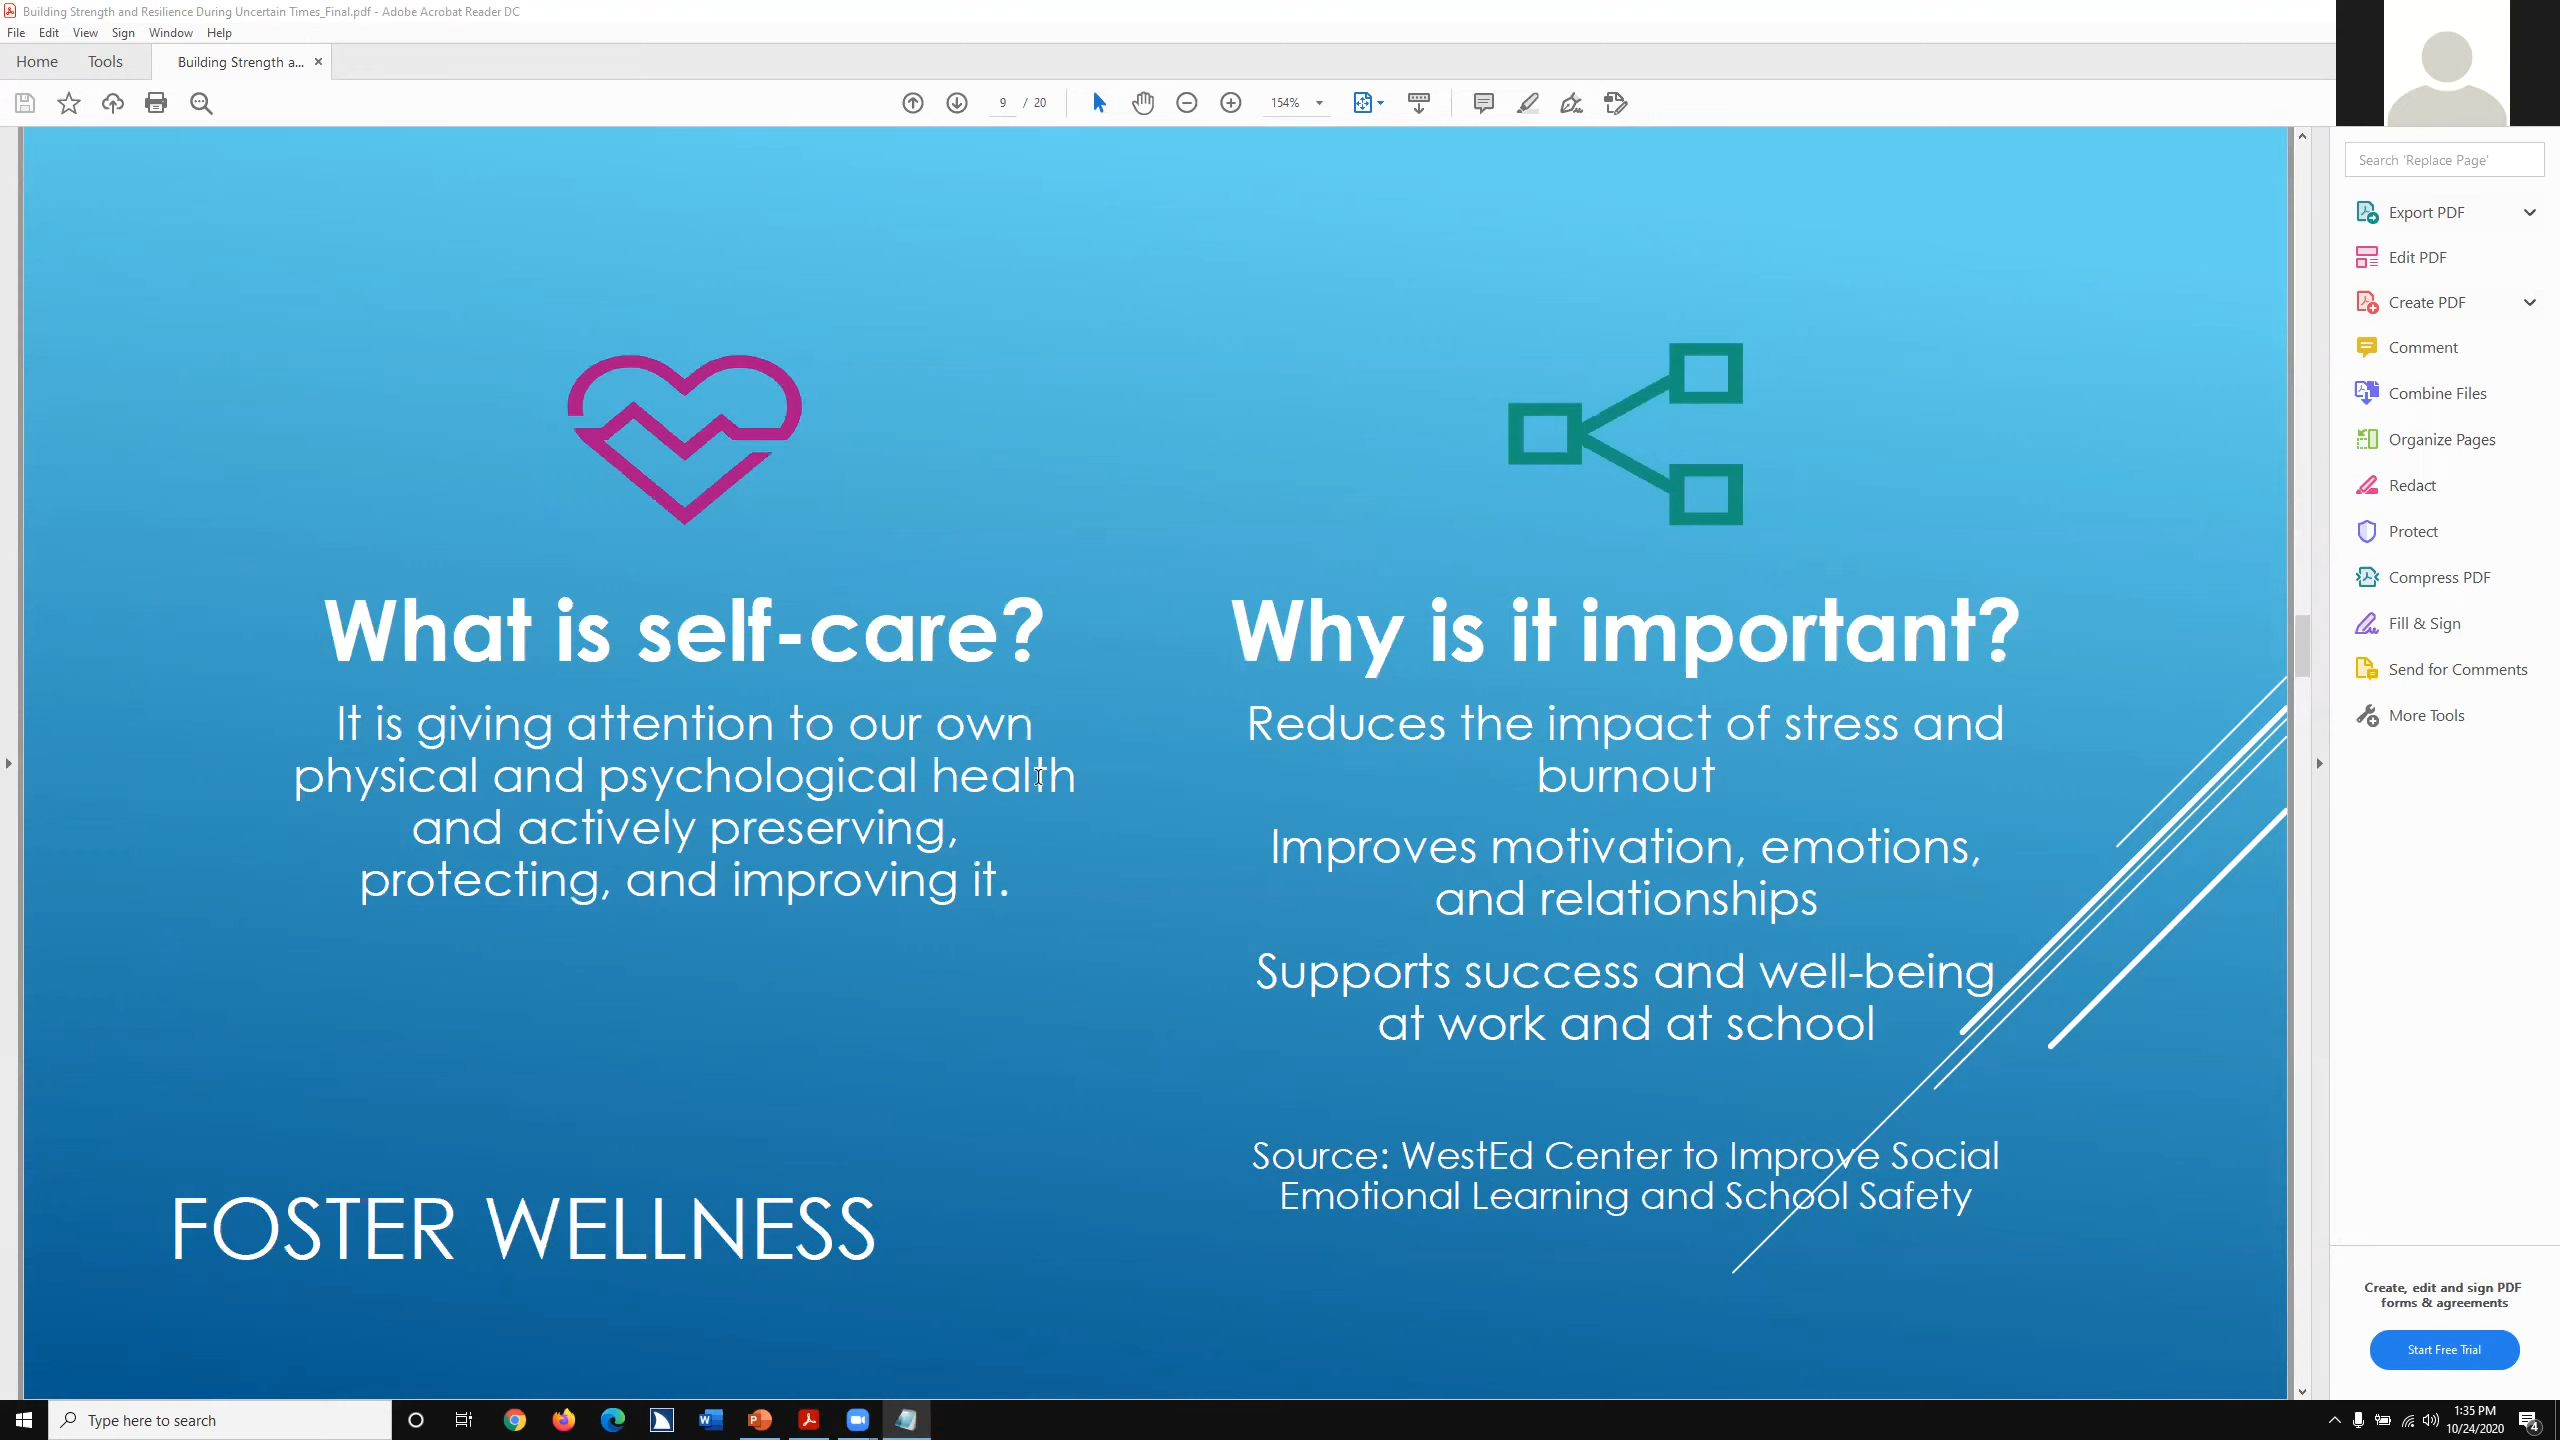 Building Strength and Resilience During Uncertain Times_Final.pdf - Adobe Acrobat Reader DC
File Edit View Sign Window Help
Home Tools Building Strength a... ×
9 / 20 154%
Search 'Replace Page'
Export PDF
Edit PDF
Create PDF
Comment
Combine Files
Organize Pages
Redact
Protect
Compress PDF
Fill & Sign
Send for Comments
More Tools
What is self-care?
It is giving attention to our own
physical and psychological health
and actively preserving,
protecting, and improving it.
Why is it important?
Reduces the impact of stress and
burnout
Improves motivation, emotions,
and relationships
Supports success and well-being
at work and at school
Source: WestEd Center to Improve Social
Emotional Learning and School Safety
FOSTER WELLNESS
Create, edit and sign PDF
forms & agreements
Start Free Trial
Type here to search
1:35 PM
10/24/2020
4